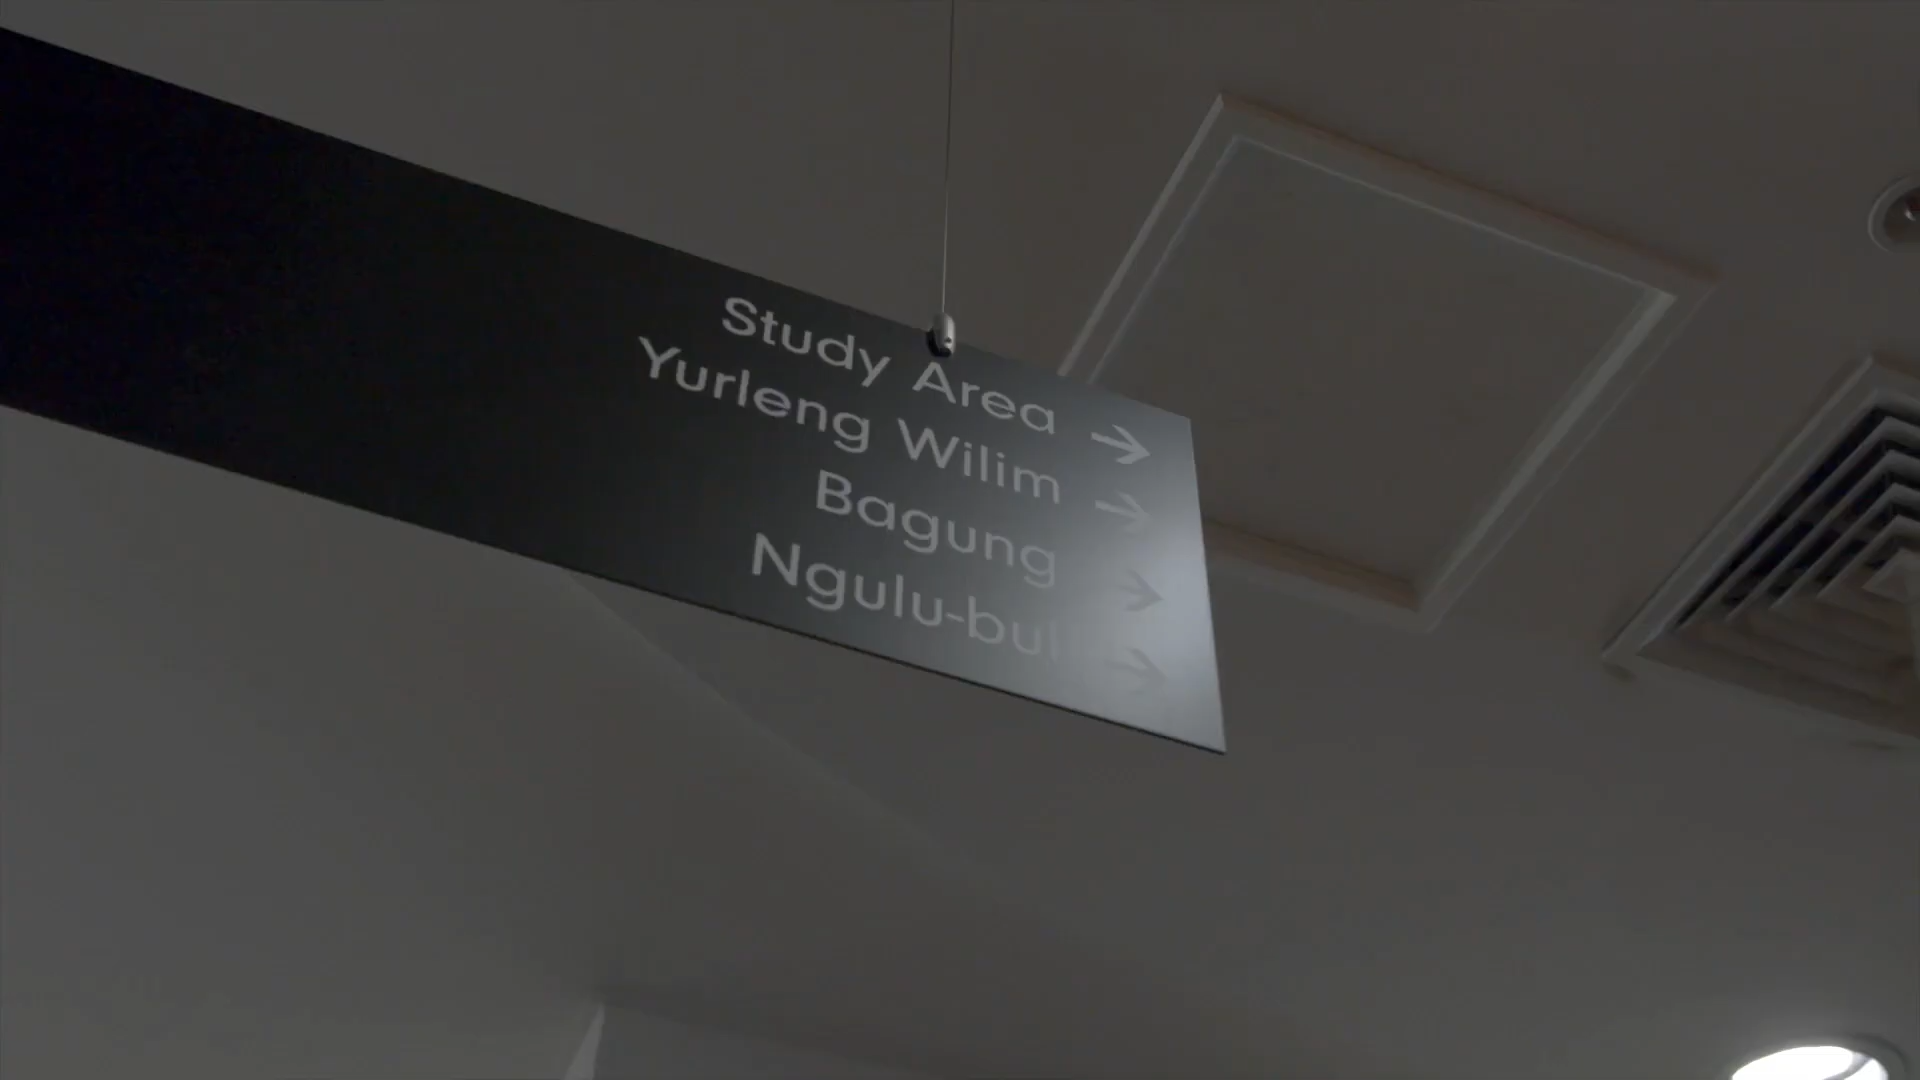 Study Area →
Yurleng Wilim →
Bagung →
Ngulu-bul →